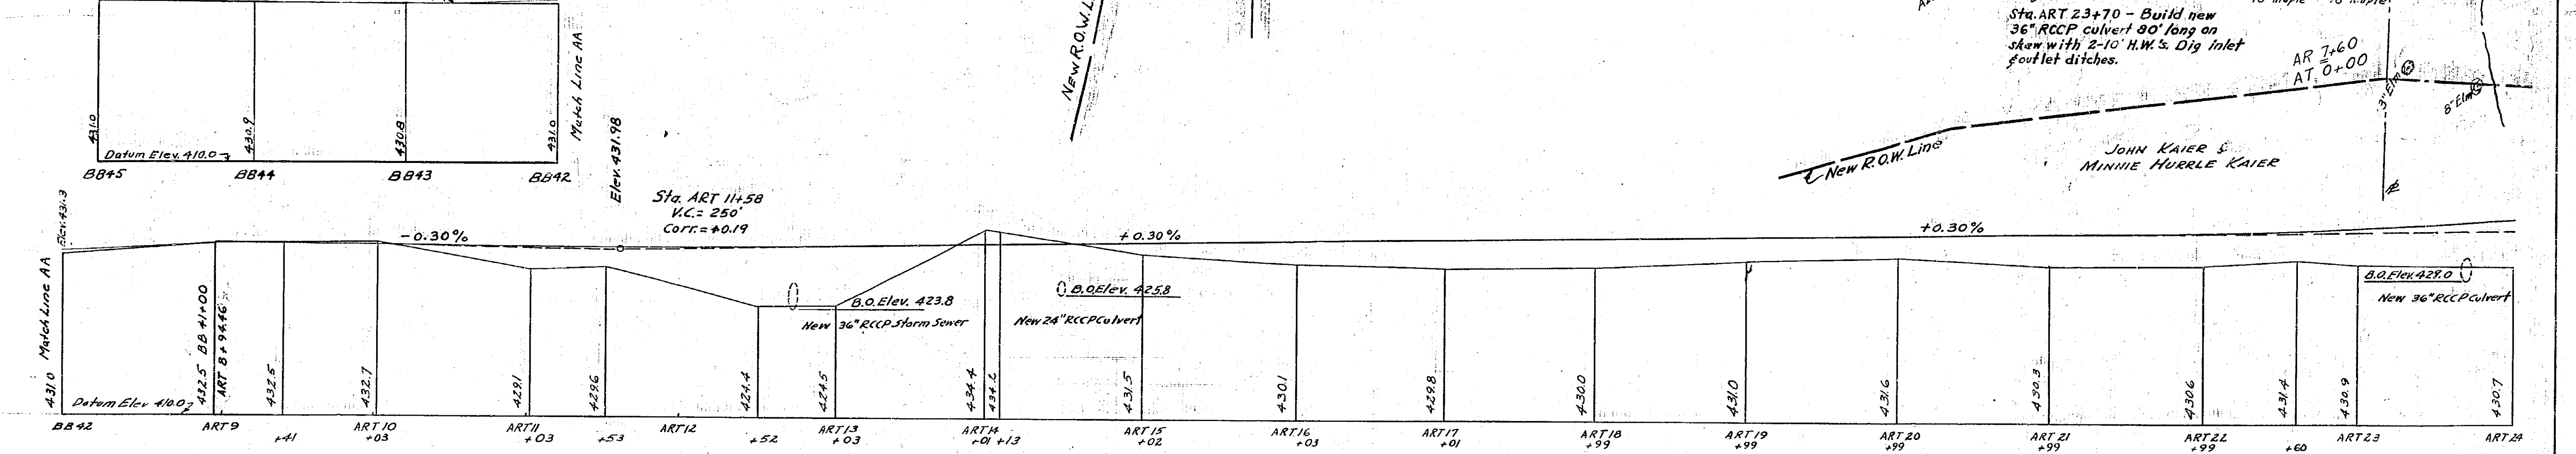 431.0
430.9
430.8
431.0
Match Line AA
Datum Elev. 410.0
BB45
BB44
BB43
BB42
NEW R.O.W.L
Sta. ART 23+70 - Build new
36" RCCP culvert 80' long on
skew with 2-10' H.W.'s. Dig inlet
& outlet ditches.
AR 7+60
AT 0+00
3" Elm
8" Elm
New R.O.W. Line
JOHN KAIER &
MINNIE HURRLE KAIER
Elev. 431.98
Sta. ART 11+58
V.C. = 250'
Corr. = +0.19
Elev. 431.3
-0.30%
+0.30%
+0.30%
B.O. Elev. 423.8
New 36" RCCP Storm Sewer
B.O. Elev. 425.8
New 24" RCCP Culvert
B.O. Elev. 429.0
New 36" RCCP Culvert
Match Line AA
431.0
Datum Elev 410.0
432.5 BB 41+00
ART 8+94.46
432.5
432.7
429.1
429.6
424.4
424.5
434.4
431.5
430.1
429.8
430.0
431.0
431.6
430.3
430.6
431.4
430.9
430.7
BB42
ART 9
+41
ART 10
+03
ART 11
+03
+53
ART 12
+52
ART 13
+03
ART 14
+01 +13
ART 15
+02
ART 16
+03
ART 17
+01
ART 18
+99
ART 19
+99
ART 20
+99
ART 21
+99
ART 22
+99
+60
ART 23
ART 24